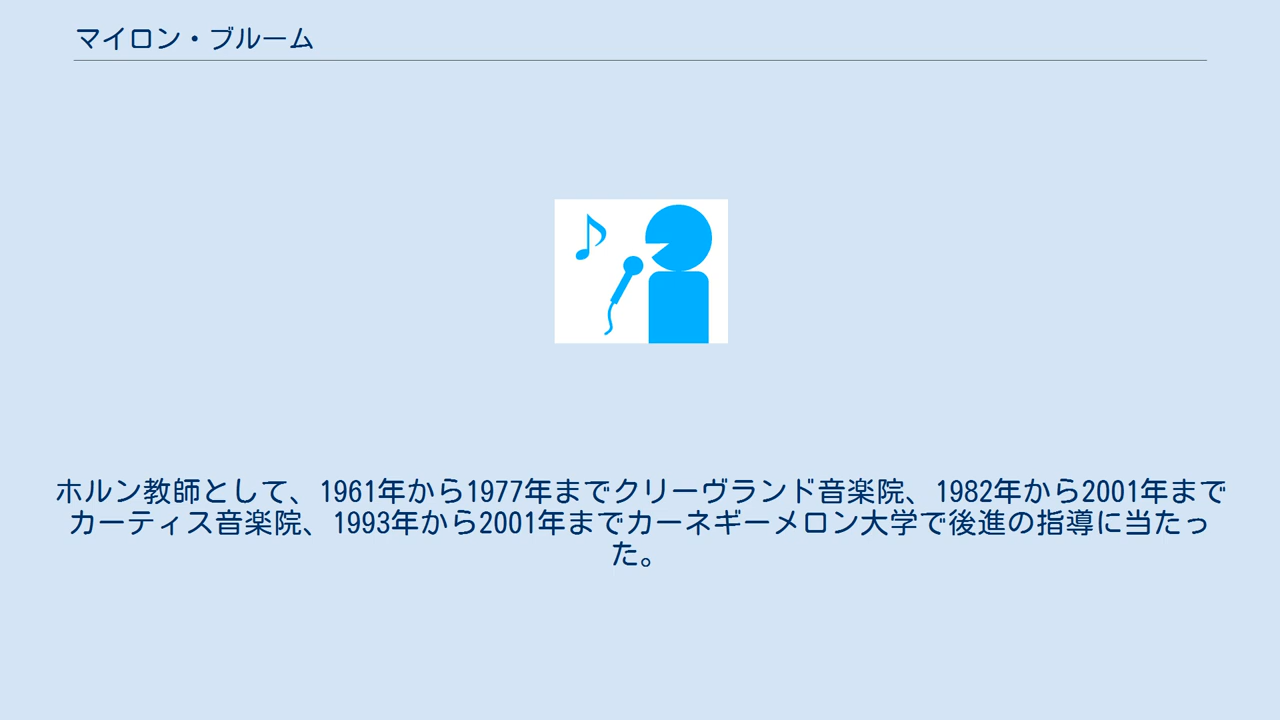 マイロン・ブルーム
ホルン教師として、1961年から1977年までクリーヴランド音楽院、1982年から2001年まで
カーティス音楽院、1993年から2001年までカーネギーメロン大学で後進の指導に当たっ
た。